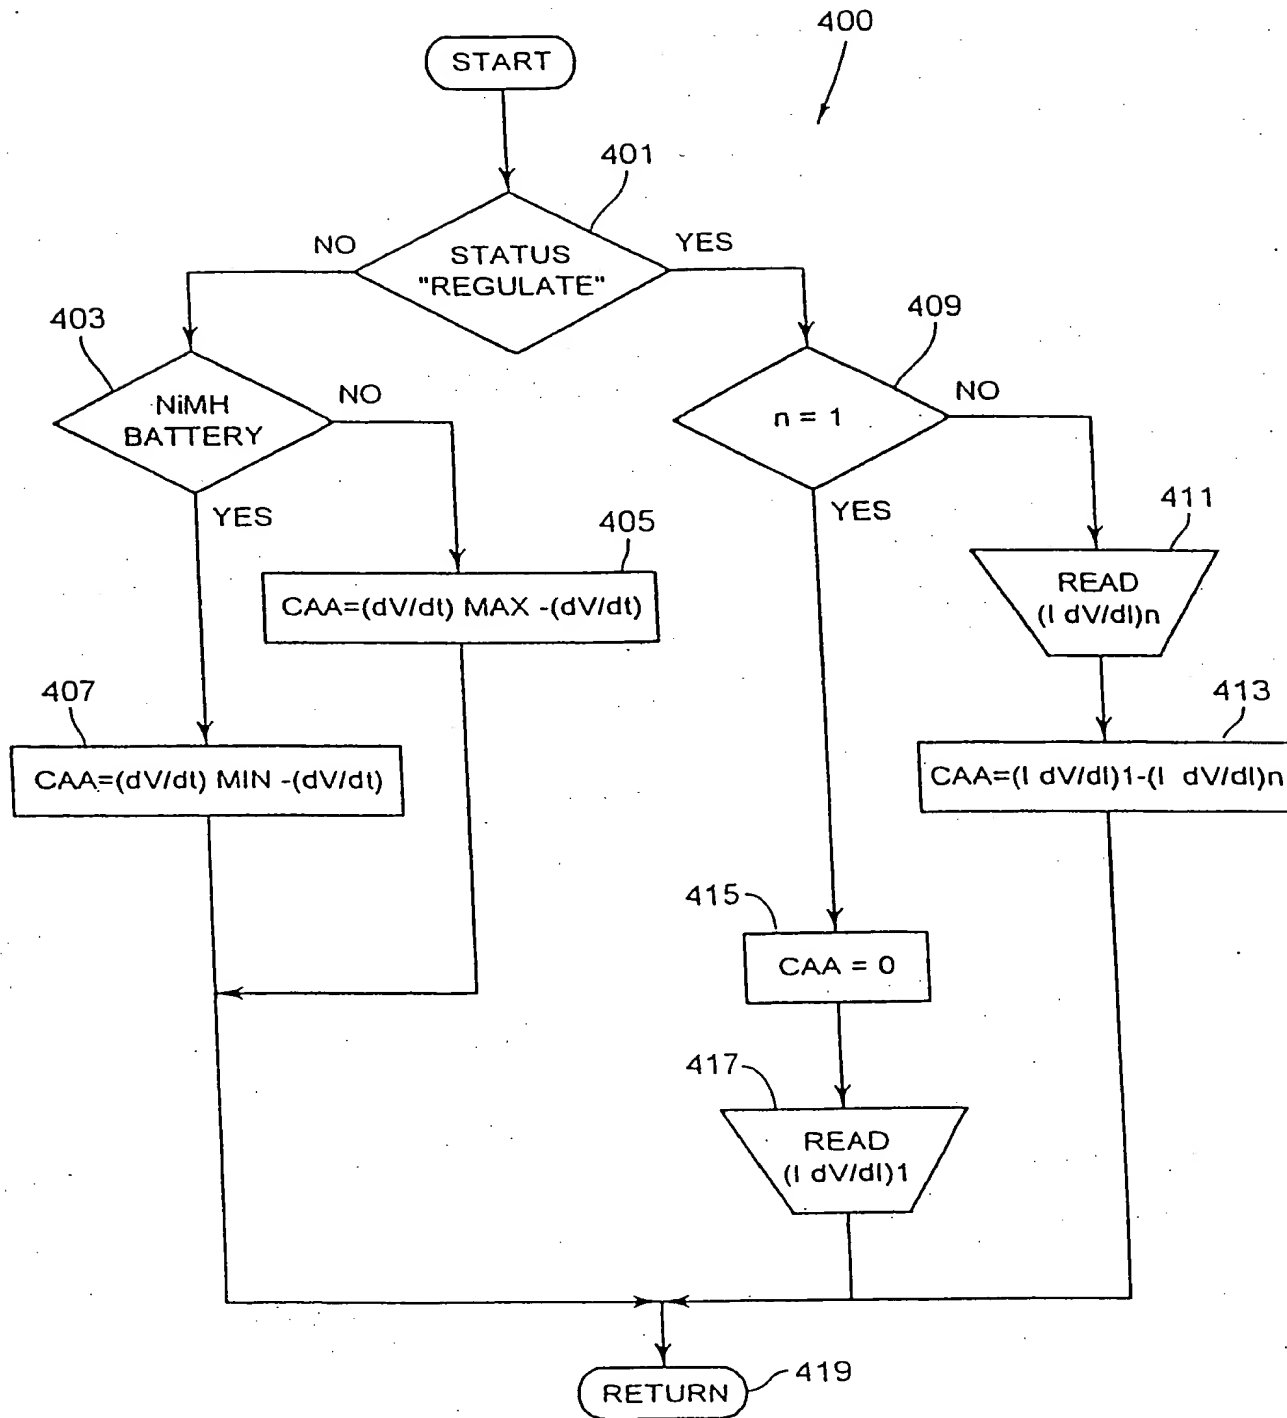 400
START
401
NO
YES
STATUS
"REGULATE"
403
409
NiMH
BATTERY
NO
n = 1
NO
YES
YES
411
405
READ
(I dV/dI)n
CAA=(dV/dt) MAX -(dV/dt)
407
413
CAA=(dV/dt) MIN -(dV/dt)
CAA=(I dV/dI)1-(I dV/dI)n
415
CAA = 0
417
READ
(I dV/dI)1
RETURN
419